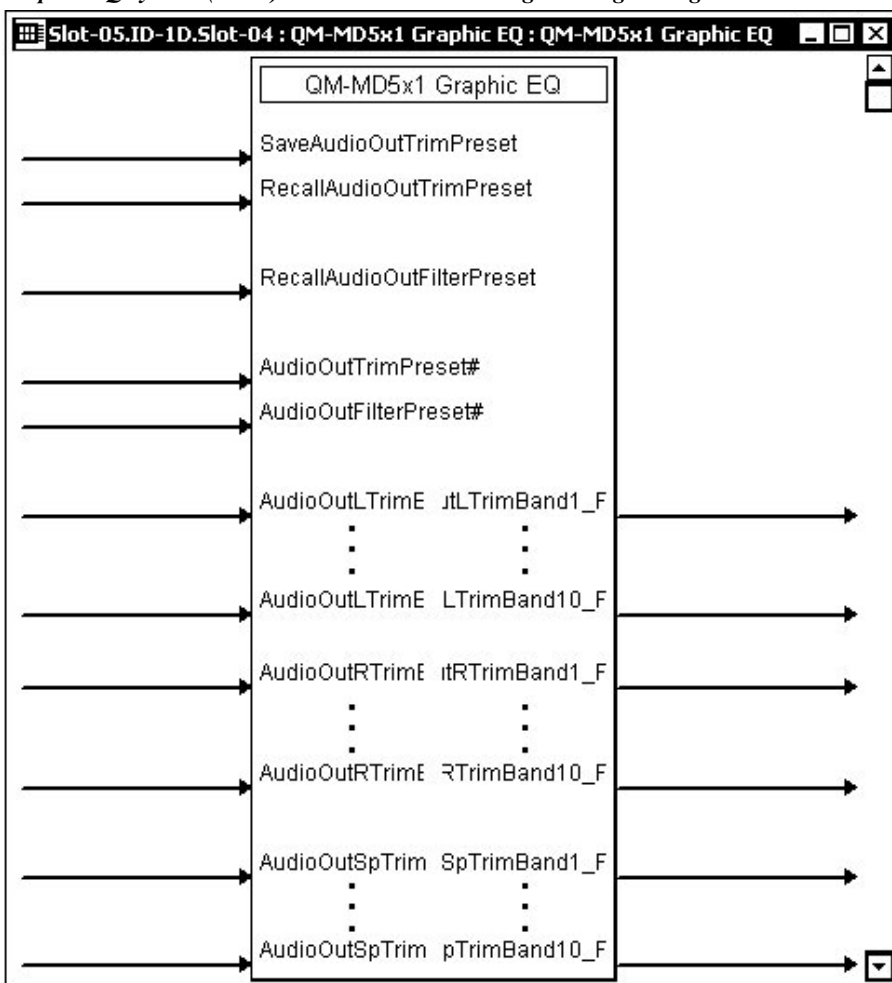 Slot-05.ID-1D.Slot-04 : QM-MD5x1 Graphic EQ : QM-MD5x1 Graphic EQ
QM-MD5x1 Graphic EQ
SaveAudioOutTrimPreset
RecallAudioOutTrimPreset
RecallAudioOutFilterPreset
AudioOutTrimPreset#
AudioOutFilterPreset#
AudioOutLTrimE utLTrimBand1_F
AudioOutLTrimE LTrimBand10_F
AudioOutRTrimE utRTrimBand1_F
AudioOutRTrimE RTrimBand10_F
AudioOutSpTrim SpTrimBand1_F
AudioOutSpTrim pTrimBand10_F